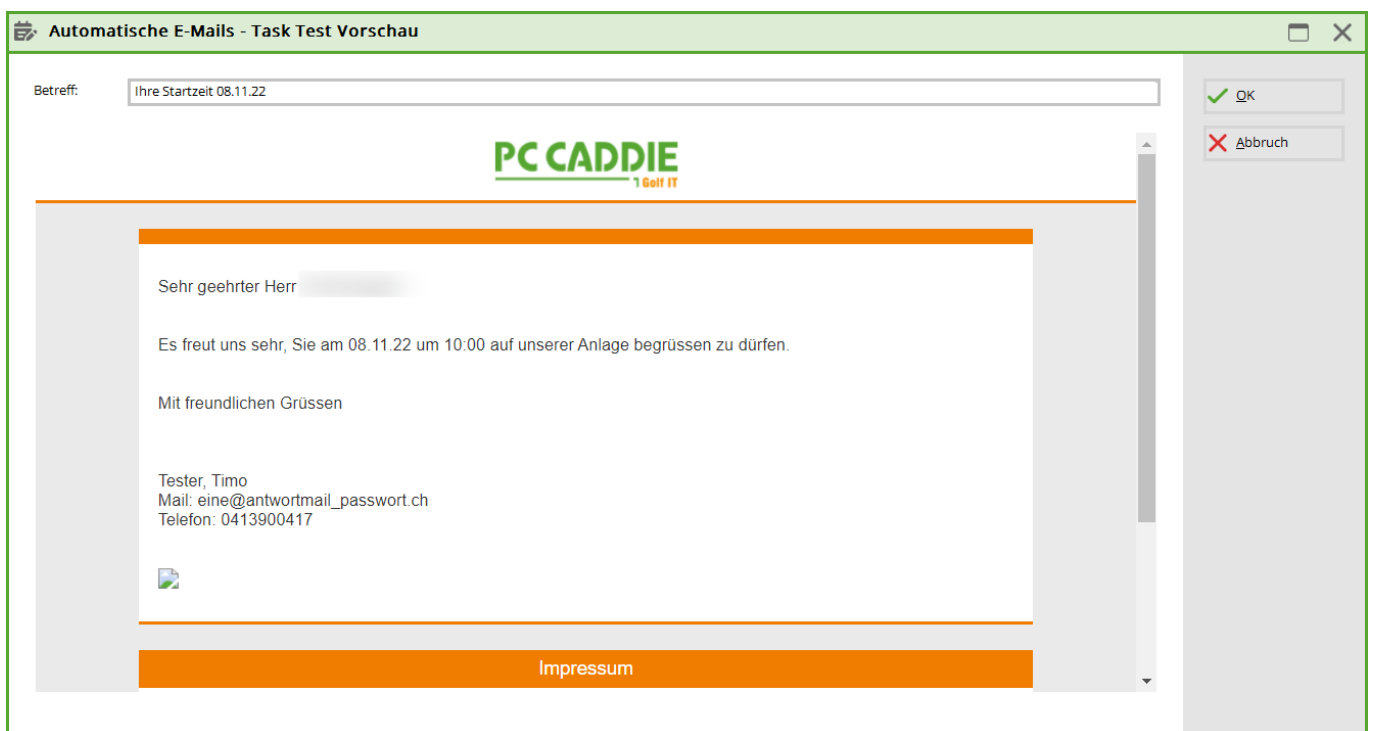 Automatische E-Mails - Task Test Vorschau
Betreff:
Ihre Startzeit 08.11.22
OK
Abbruch
PC CADDIE
Golf IT
Sehr geehrter Herr
Es freut uns sehr, Sie am 08.11.22 um 10:00 auf unserer Anlage begrüssen zu dürfen.
Mit freundlichen Grüssen
Tester, Timo
Mail: eine@antwortmail_passwort.ch
Telefon: 0413900417
Impressum